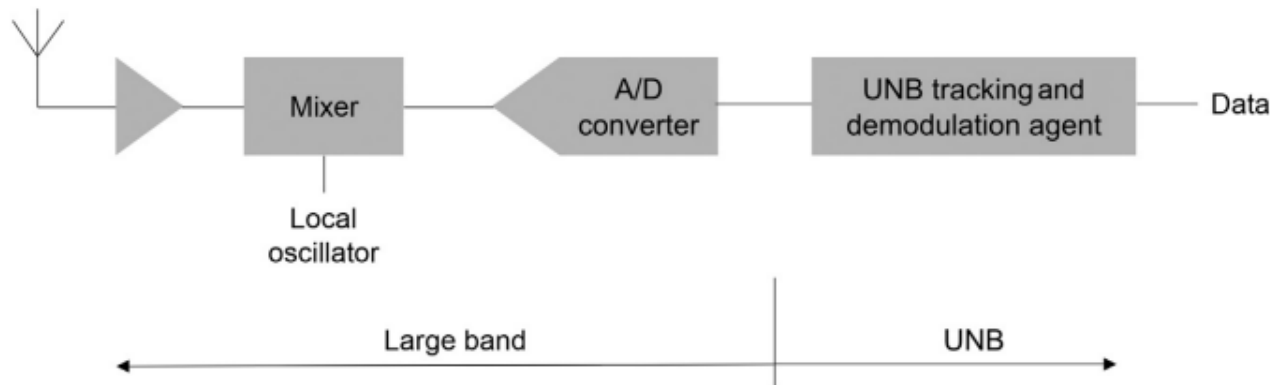 Mixer
A/D
converter
UNB tracking and
demodulation agent
Data
Local
oscillator
Large band
UNB